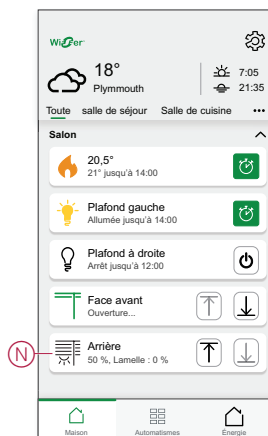 Wiser
18°
Plymmouth
7:05
21:35
Toute salle de séjour Salle de cuisine •••
Salon
20,5°
21° jusqu'à 14:00
Plafond gauche
Allumée jusqu'à 14:00
Plafond à droite
Arrêt jusqu'à 12:00
Face avant
Ouverture...
N
Arrière
50 %, Lamelle : 0 %
Maison Automatismes Énergie